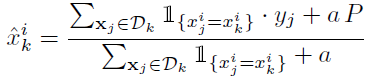 \hat{x}_k^i = \frac{\sum_{\mathbf{x}_j \in \mathcal{D}_k} \mathbb{1}_{\{x_j^i = x_k^i\}} \cdot y_j + a P}{\sum_{\mathbf{x}_j \in \mathcal{D}_k} \mathbb{1}_{\{x_j^i = x_k^i\}} + a}